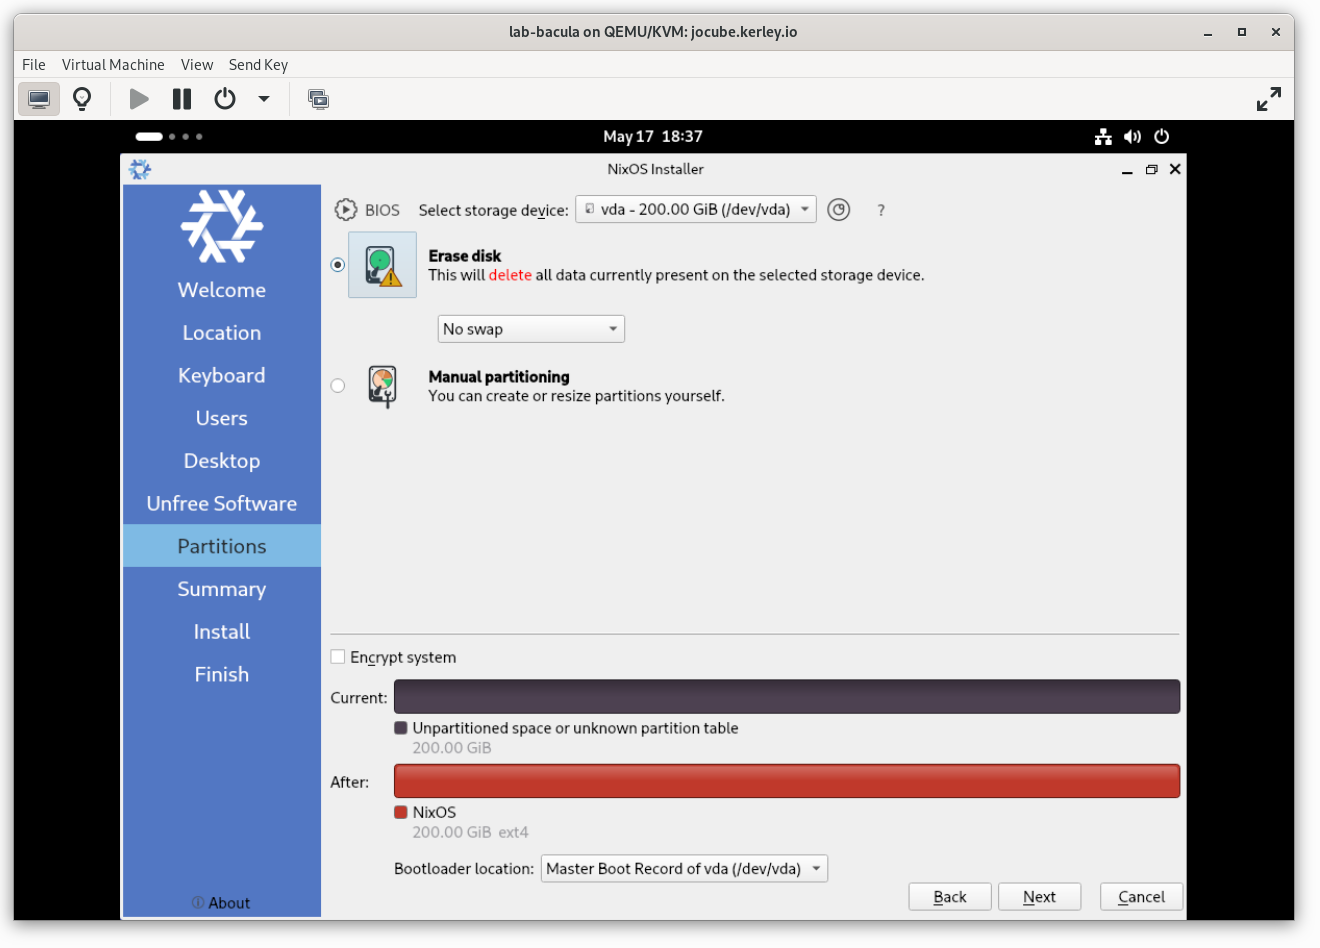 lab-bacula on QEMU/KVM: jocube.kerley.io
File Virtual Machine View Send Key
May 17 18:37
NixOS Installer
BIOS Select storage device: vda - 200.00 GiB (/dev/vda) ?
Erase disk
This will delete all data currently present on the selected storage device.
No swap
Manual partitioning
You can create or resize partitions yourself.
Welcome
Location
Keyboard
Users
Desktop
Unfree Software
Partitions
Summary
Install
Finish
About
Encrypt system
Current:
Unpartitioned space or unknown partition table
200.00 GiB
After:
NixOS
200.00 GiB ext4
Bootloader location: Master Boot Record of vda (/dev/vda)
Back Next Cancel